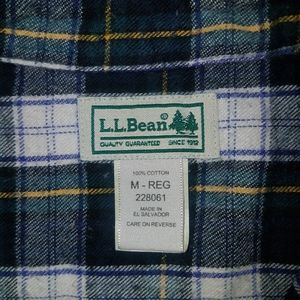 L.L.Bean®
QUALITY GUARANTEED SINCE 1912
100% COTTON
M - REG
228061
MADE IN
EL SALVADOR
CARE ON REVERSE